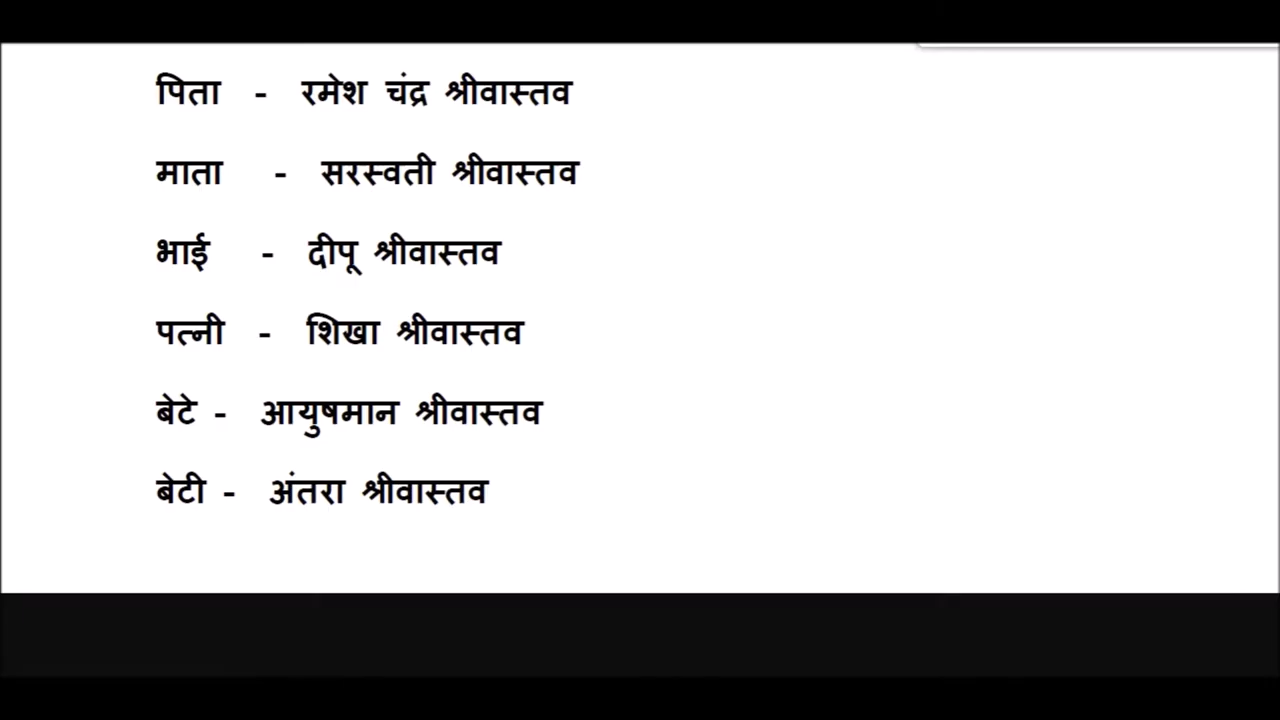 पिता - रमेश चंद्र श्रीवास्तव
माता - सरस्वती श्रीवास्तव
भाई - दीपू श्रीवास्तव
पत्नी - शिखा श्रीवास्तव
बेटे - आयुषमान श्रीवास्तव
बेटी - अंतरा श्रीवास्तव